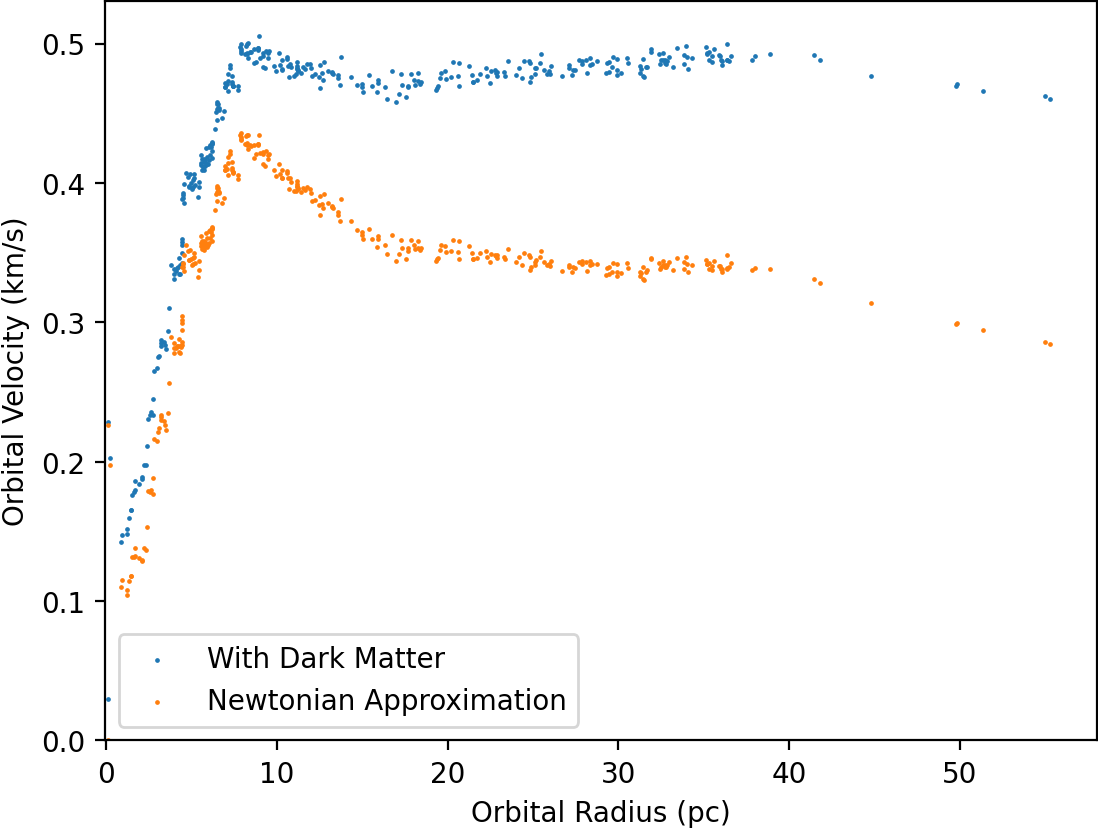 0.5
0.4
0.3
0.2
0.1
0.0
Orbital Velocity (km/s)
With Dark Matter
Newtonian Approximation
0 10 20 30 40 50
Orbital Radius (pc)